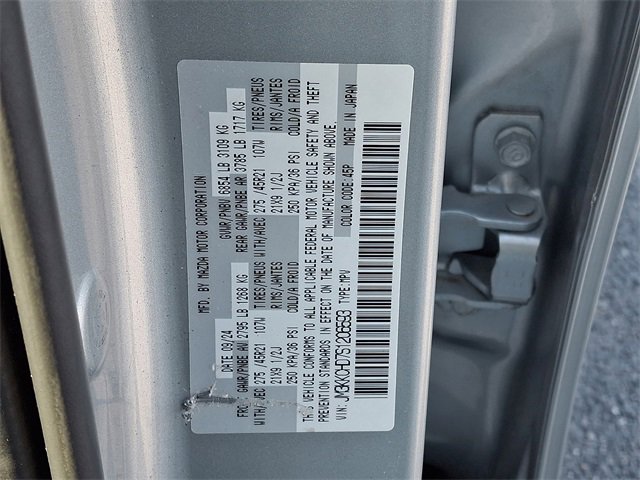 MFD. BY MAZDA MOTOR CORPORATION
DATE 09/24 GVWR/PNBV 6854 LB 3109 KG
FRO GAWR/PNBE AV 2795 LB 1268 KG REAR GAWR/PNBE AR 3785 LB 1717 KG
WITH/AVEC 275 /45R21 107W TIRES/PNEUS WITH/AVEC 275 /45R21 107W TIRES/PNEUS
21X9 1/2J RIMS/JANTES 21X9 1/2J RIMS/JANTES
250 KPA/36 PSI COLD/A FROID 250 KPA/36 PSI COLD/A FROID
THIS VEHICLE CONFORMS TO ALL APPLICABLE FEDERAL MOTOR VEHICLE SAFETY AND THEFT
PREVENTION STANDARDS IN EFFECT ON THE DATE OF MANUFACTURE SHOWN ABOVE.
VIN: JM3KKCHD7S1206593 TYPE:MPV COLOR CODE:45P MADE IN JAPAN